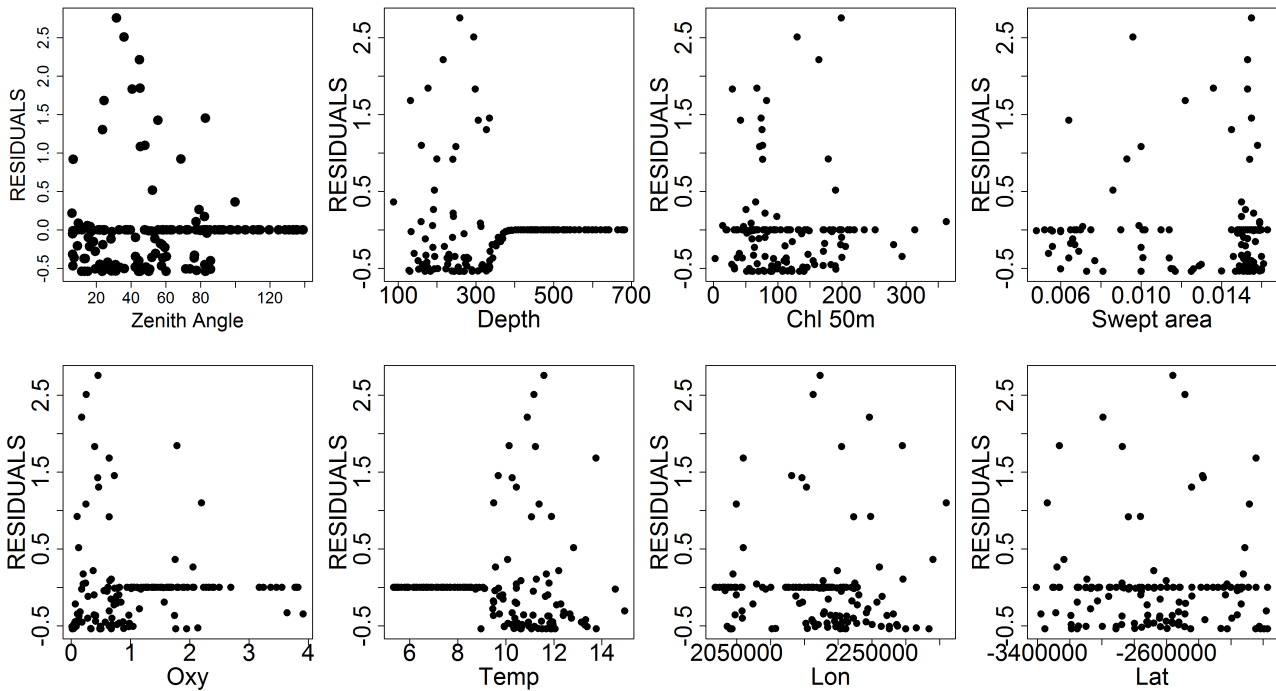 RESIDUALS
-0.5 0.0 0.5 1.0 1.5 2.0 2.5
20 40 60 80 120
Zenith Angle
RESIDUALS
-0.5 0.5 1.5 2.5
100 300 500 700
Depth
RESIDUALS
-0.5 0.5 1.5 2.5
0 100 200 300
Chl 50m
RESIDUALS
-0.5 0.5 1.5 2.5
0.006 0.010 0.014
Swept area
RESIDUALS
-0.5 0.5 1.5 2.5
0 1 2 3 4
Oxy
RESIDUALS
-0.5 0.5 1.5 2.5
6 8 10 12 14
Temp
RESIDUALS
-0.5 0.5 1.5 2.5
2050000 2250000
Lon
RESIDUALS
-0.5 0.5 1.5 2.5
-3400000 -2600000
Lat